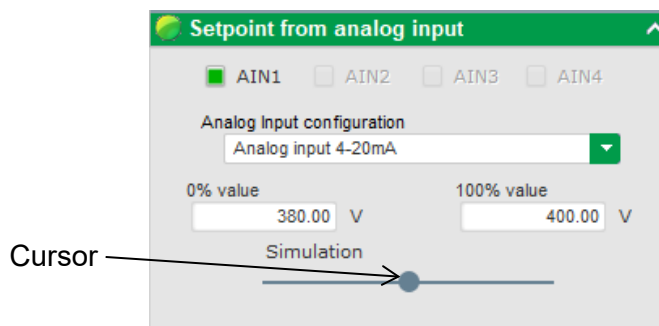 Setpoint from analog input
AIN1 AIN2 AIN3 AIN4
Analog Input configuration
Analog input 4-20mA
0% value 100% value
380.00 V 400.00 V
Simulation
Cursor